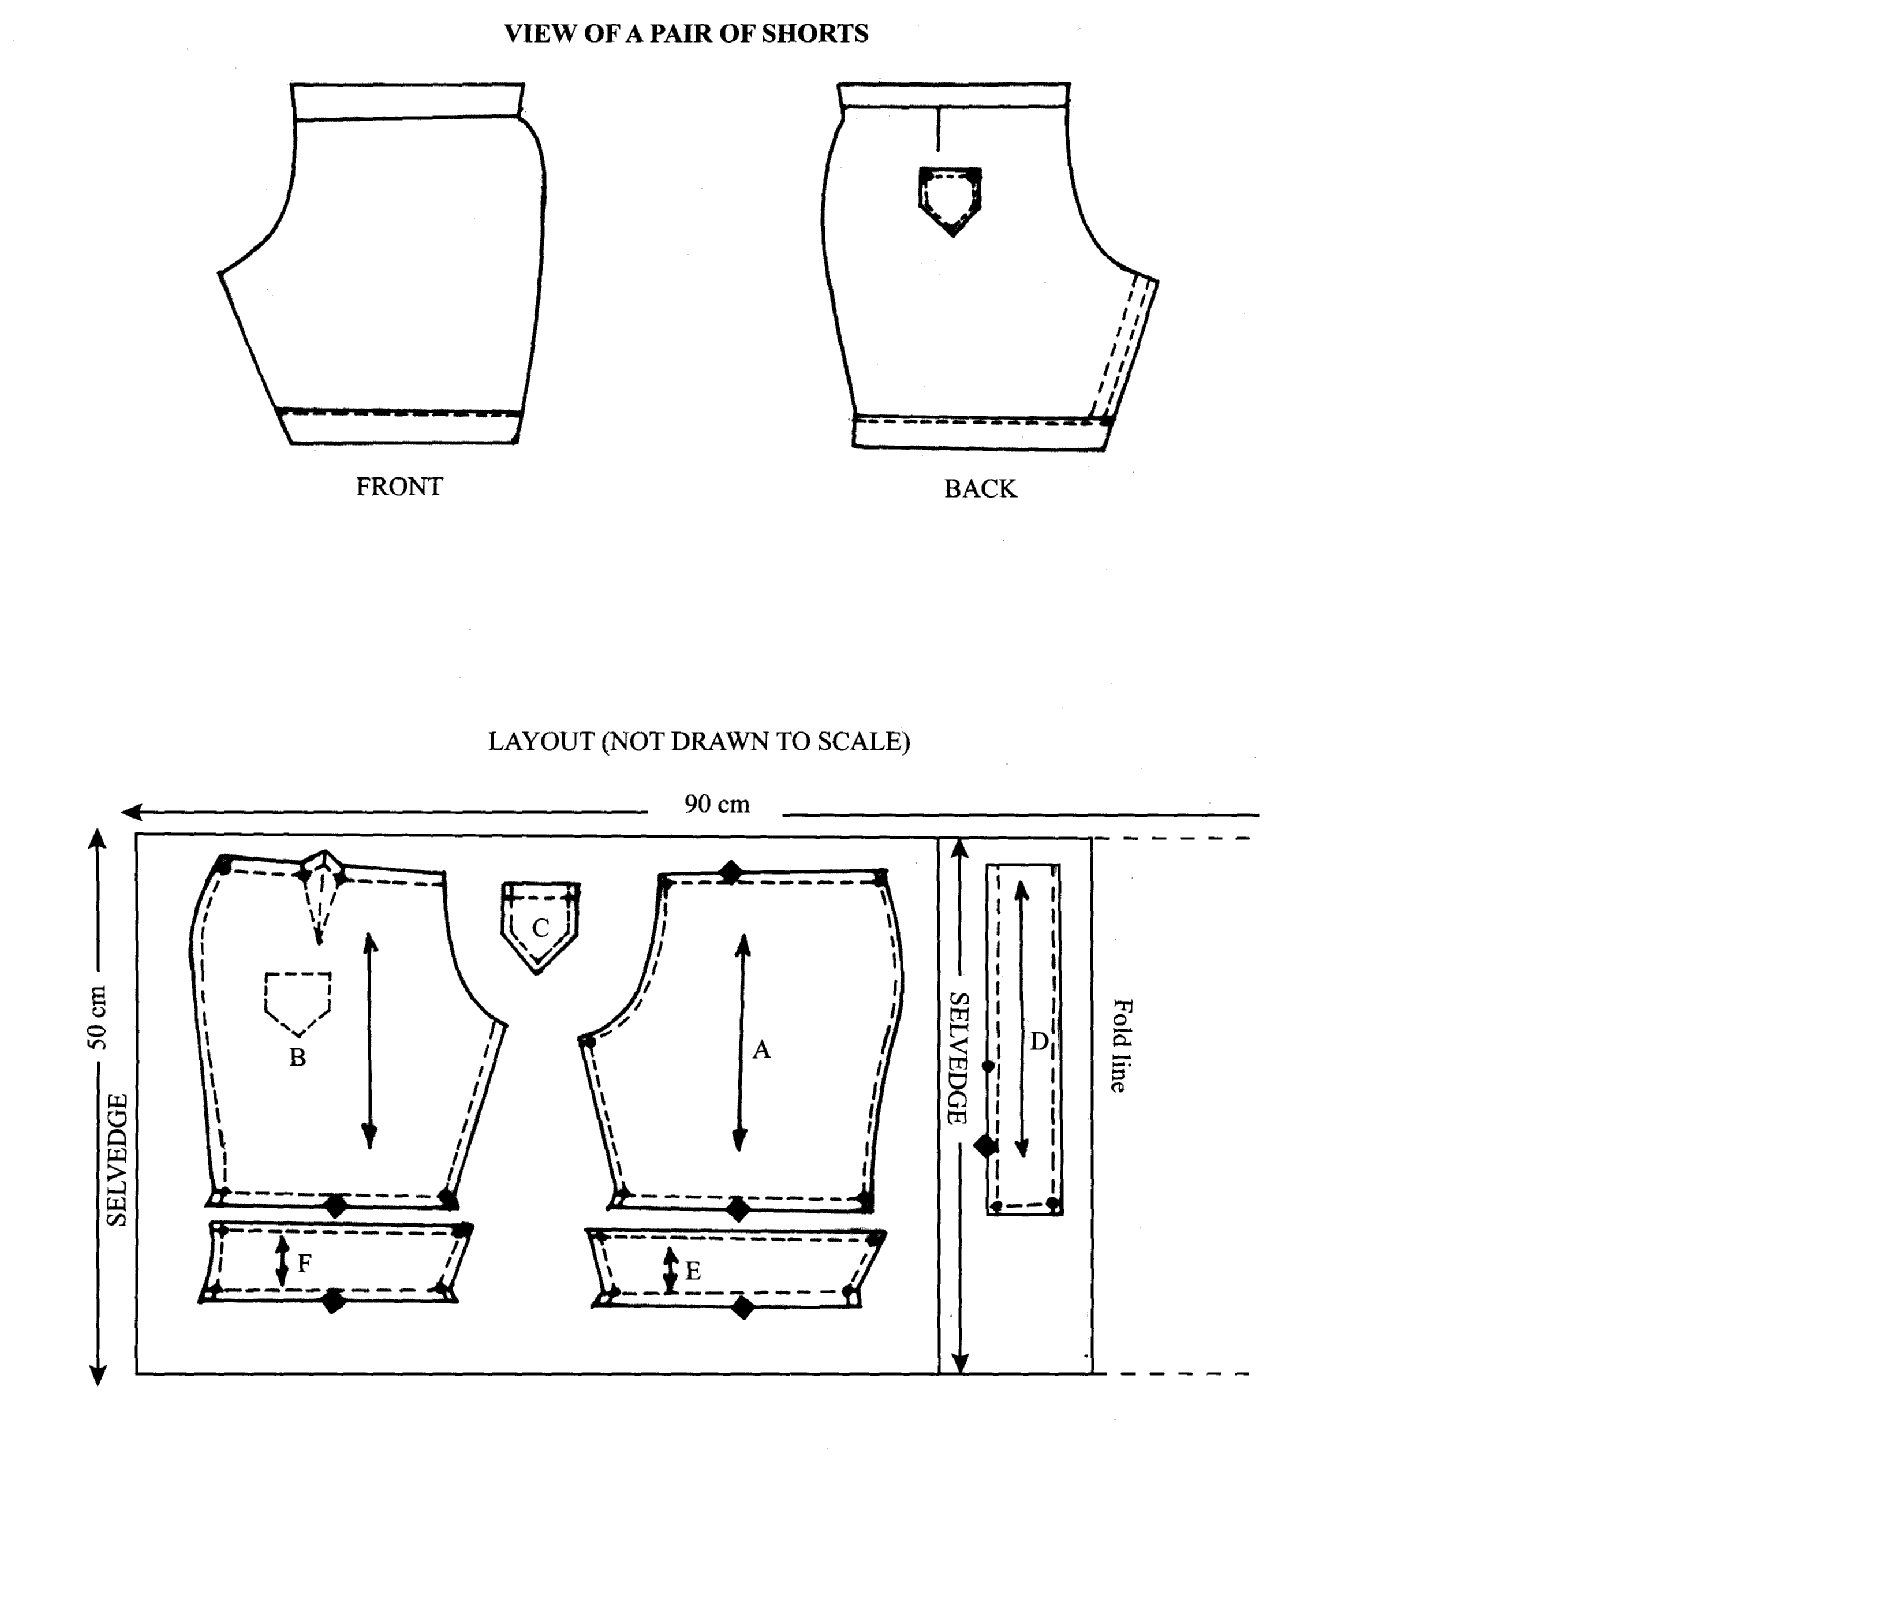 VIEW OF A PAIR OF SHORTS
FRONT
BACK
LAYOUT (NOT DRAWN TO SCALE)
90 cm
50 cm
SELVEDGE
B
C
A
SELVEDGE
D
Fold line
F
E